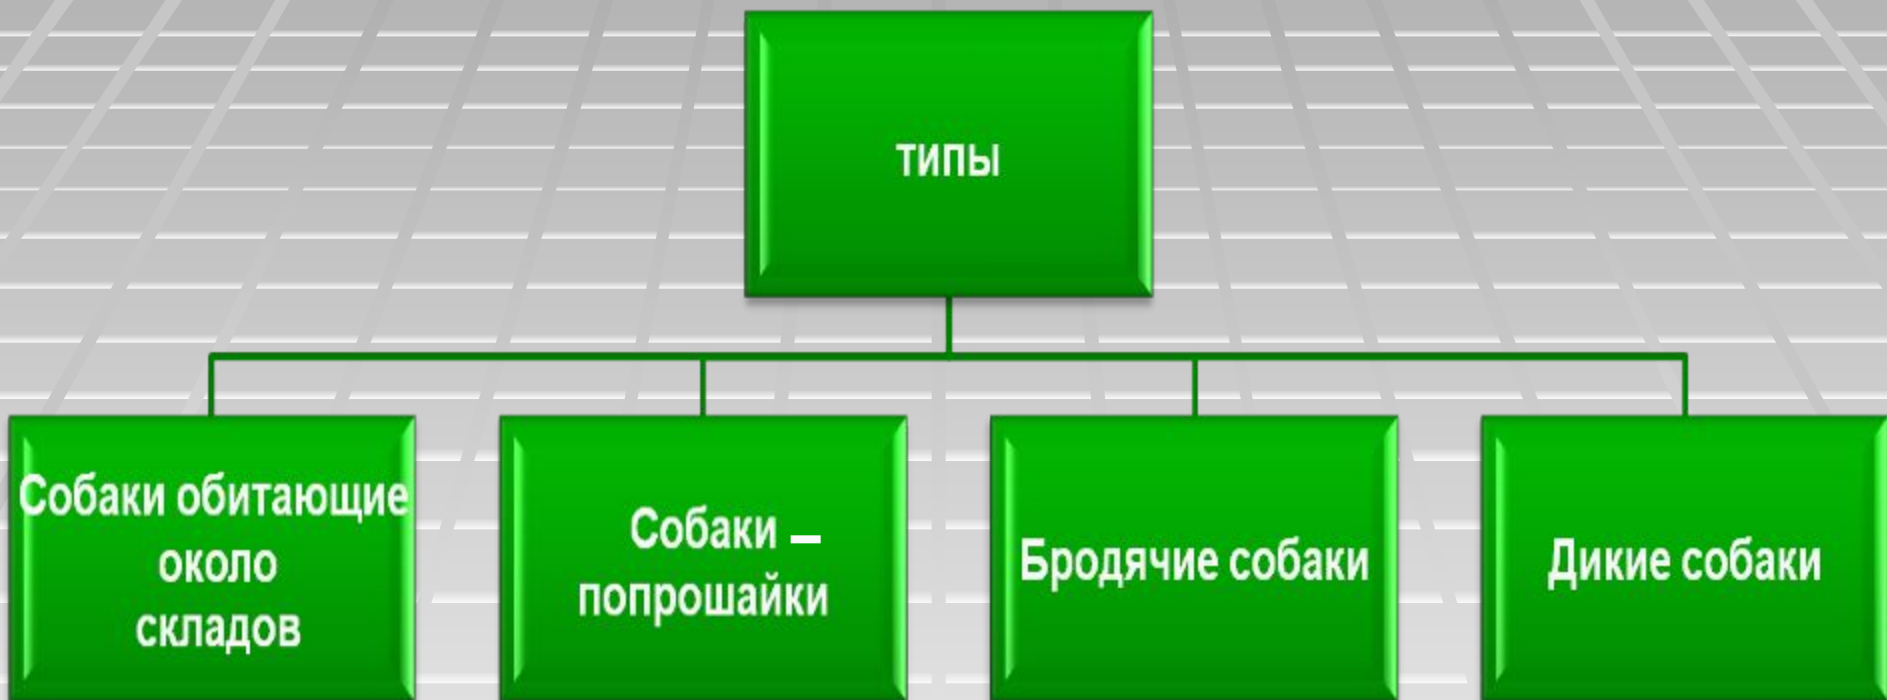 типы
Собаки обитающие
около
складов
Собаки –
попрошайки
Бродячие собаки
Дикие собаки